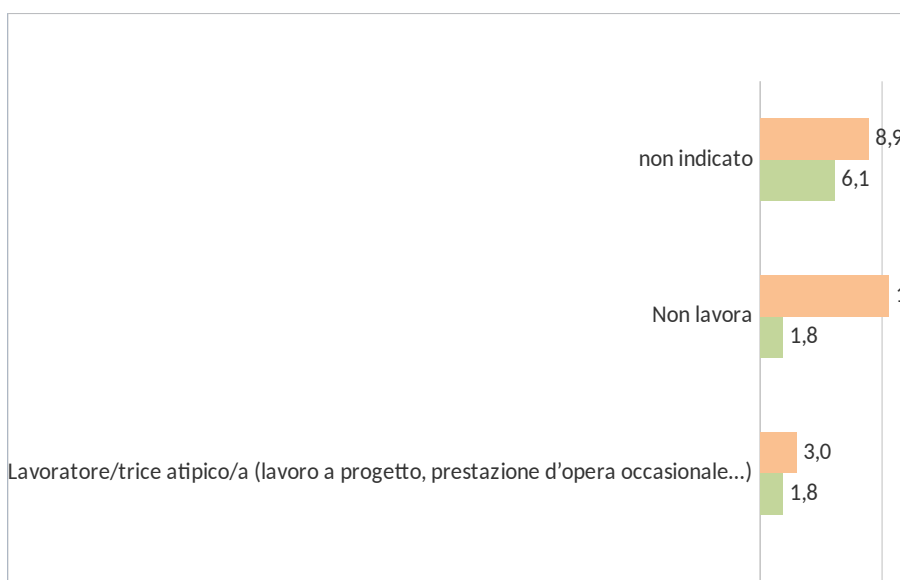 non indicato
8,9
6,1
Non lavora
1,8
Lavoratore/trice atipico/a (lavoro a progetto, prestazione d’opera occasionale...)
3,0
1,8